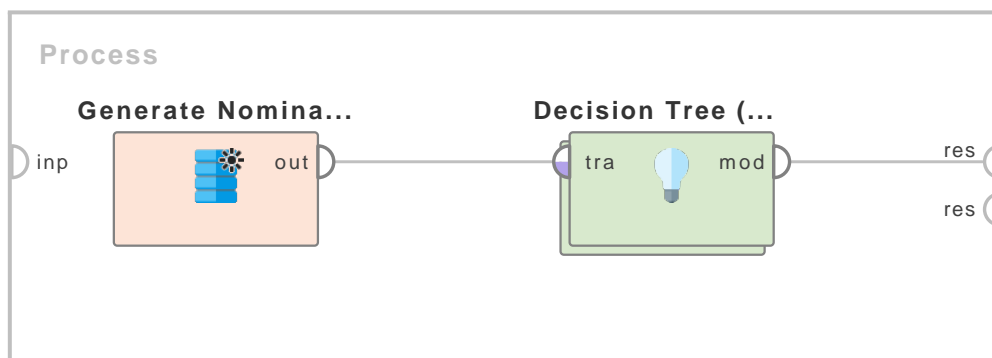 Process
Generate Nomina... Decision Tree (...
inp out tra mod res
res